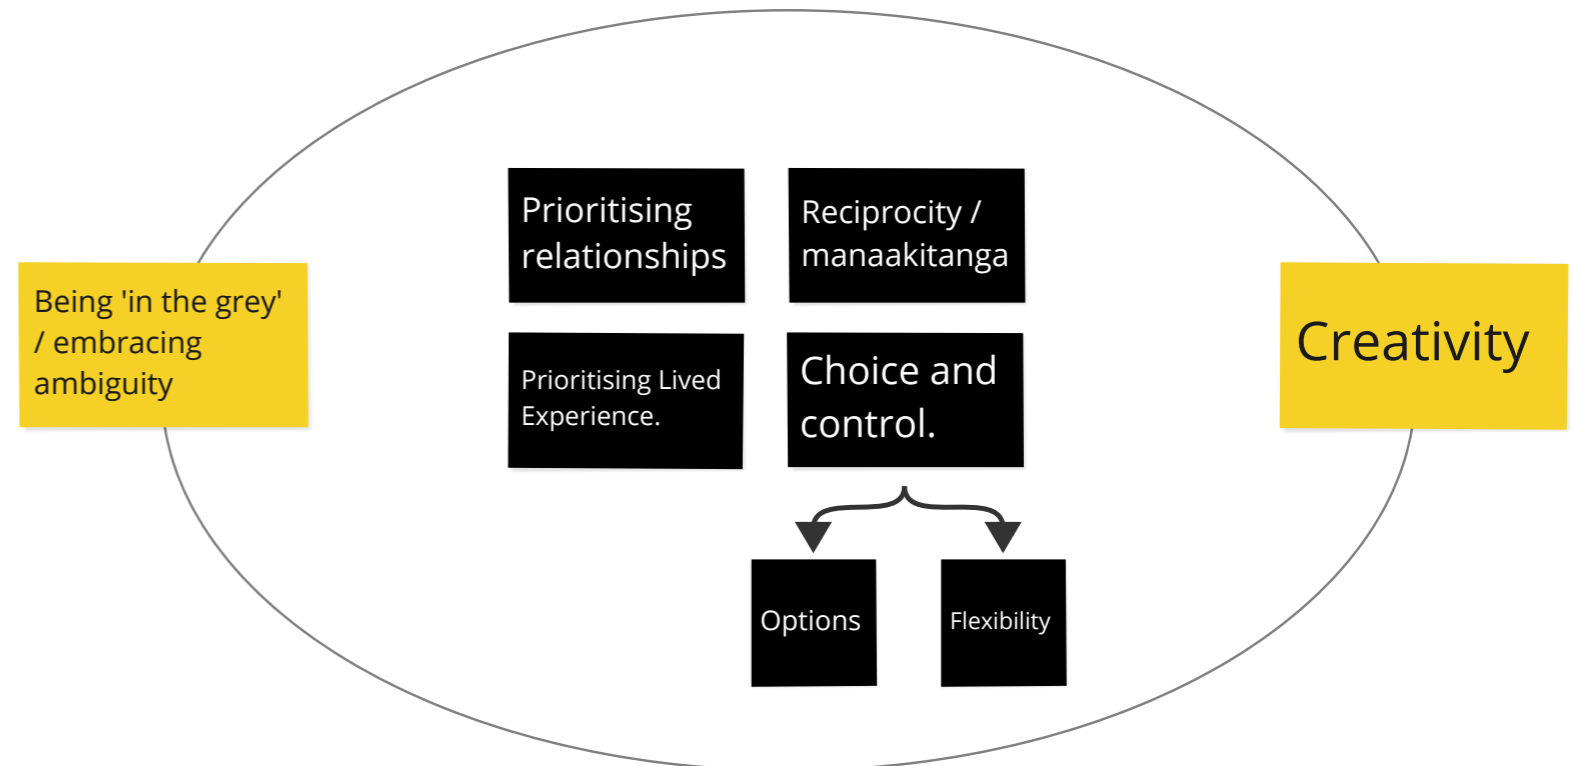 Prioritising
relationships
Reciprocity /
manaakitanga
Being 'in the grey'
/ embracing
ambiguity
Creativity
Prioritising Lived
Experience.
Choice and
control.
Options
Flexibility